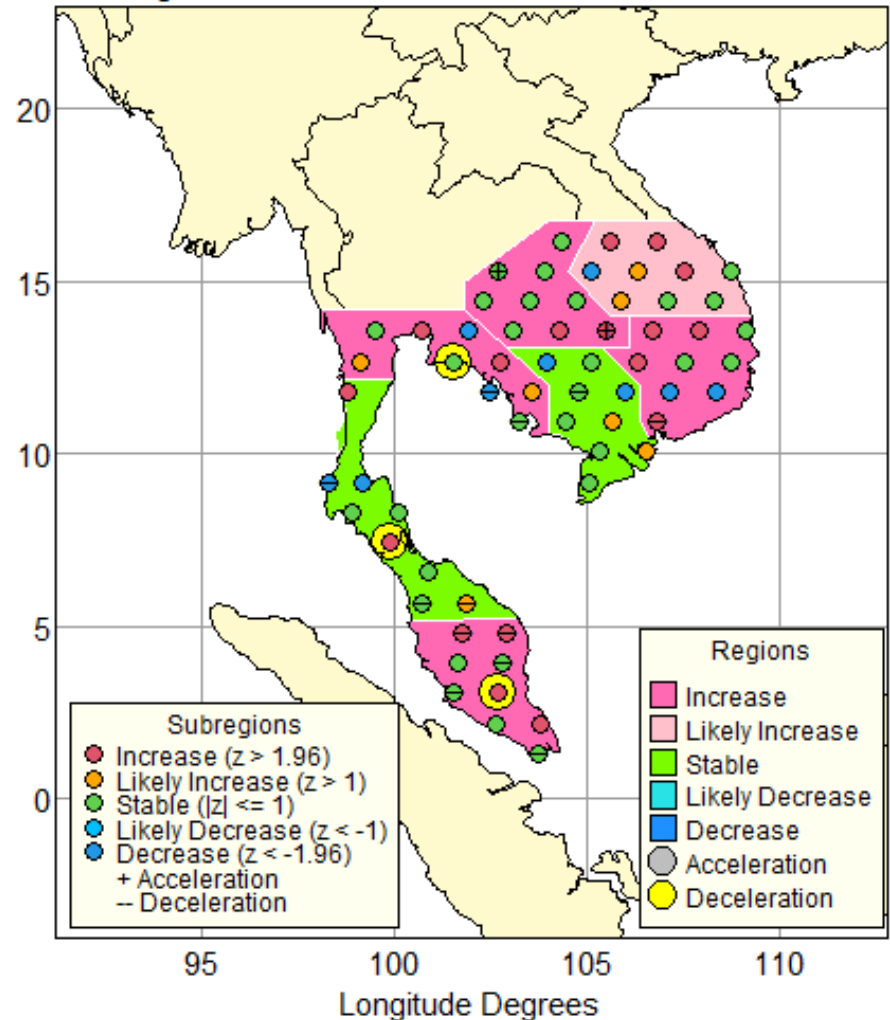 20
15
10
5
0
95
100
105
110
Longitude Degrees
Subregions
Increase (z > 1.96)
Likely Increase (z > 1)
Stable (|z| <= 1)
Likely Decrease (z < -1)
Decrease (z < -1.96)
+ Acceleration
-- Deceleration
Regions
Increase
Likely Increase
Stable
Likely Decrease
Decrease
Acceleration
Deceleration